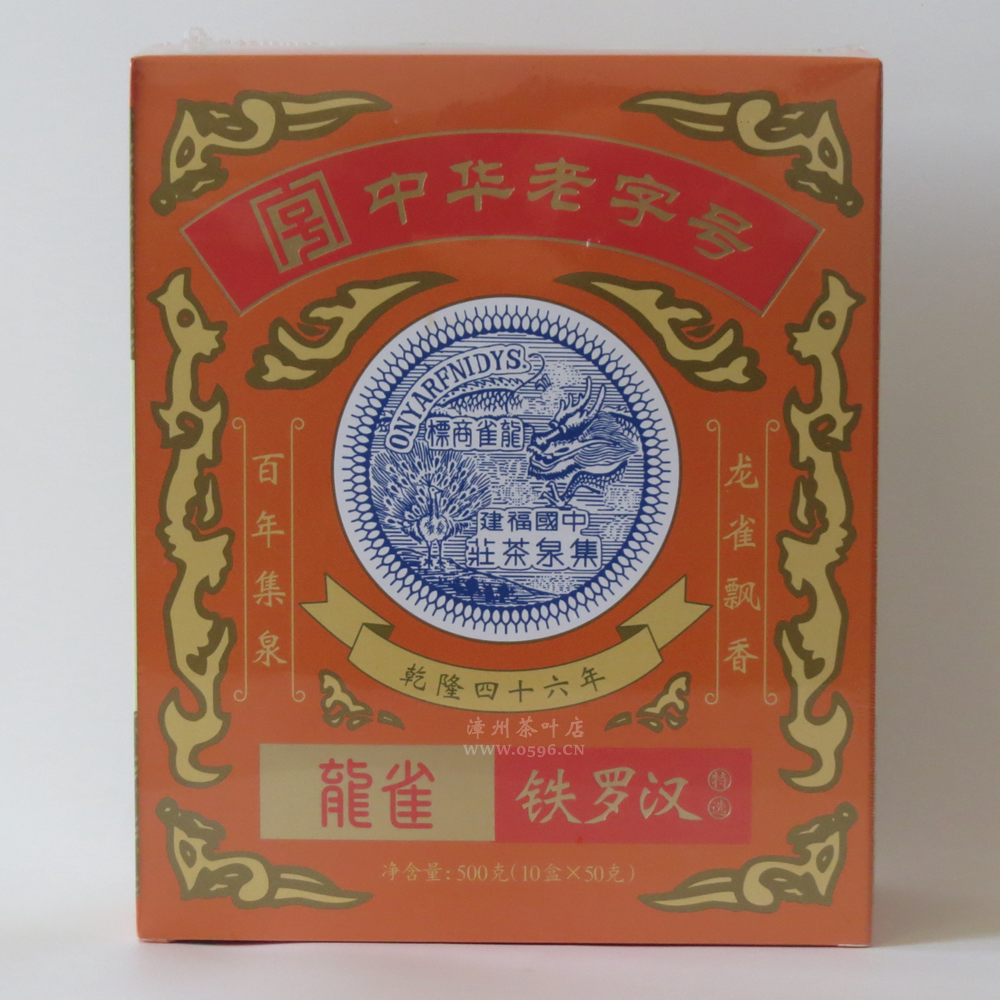 中华老字号
ONYARFNIDYS.
標商雀龍
建福國中
莊茶泉集
百年集泉
龙雀飘香
乾隆四十六年
漳州茶叶店
WWW.0596.CN
龍雀
铁罗汉
特选
净含量:500克(10盒×50克)